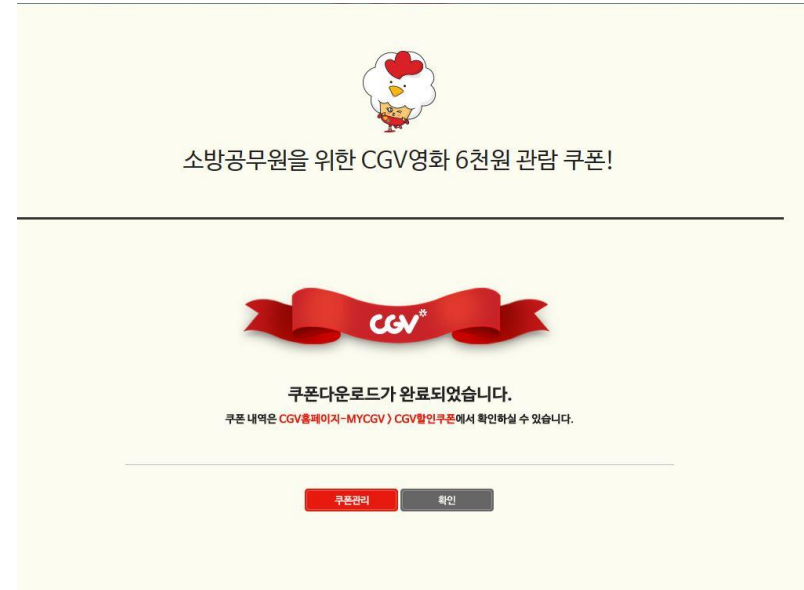 소방공무원을 위한 CGV영화 6천원 관람 쿠폰!
CGV
쿠폰다운로드가 완료되었습니다.
쿠폰 내역은 CGV홈페이지-MYCGV > CGV할인쿠폰에서 확인하실 수 있습니다.
쿠폰관리 확인